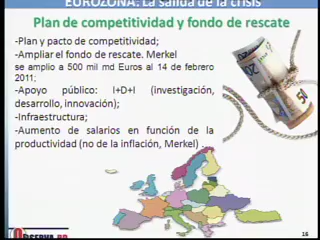 EUROZONA: La salida de la crisis
Plan de competitividad y fondo de rescate
-Plan y pacto de competitividad;
-Ampliar el fondo de rescate. Merkel
se amplio a 500 mil md Euros al 14 de febrero
2011;
-Apoyo público: I+D+I (investigación,
desarrollo, innovación);
-Infraestructura;
-Aumento de salarios en función de la
productividad (no de la inflación, Merkel) ...
16